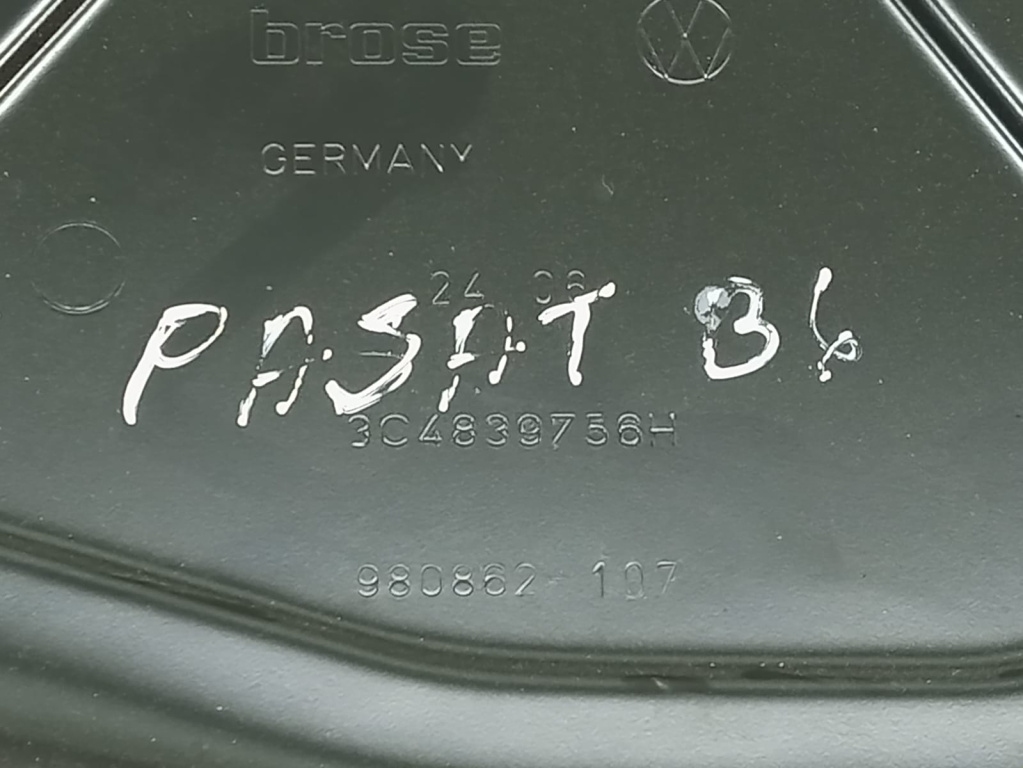 brose
GERMANY
24 06
PASAT B6
3C4839756H
980862-107